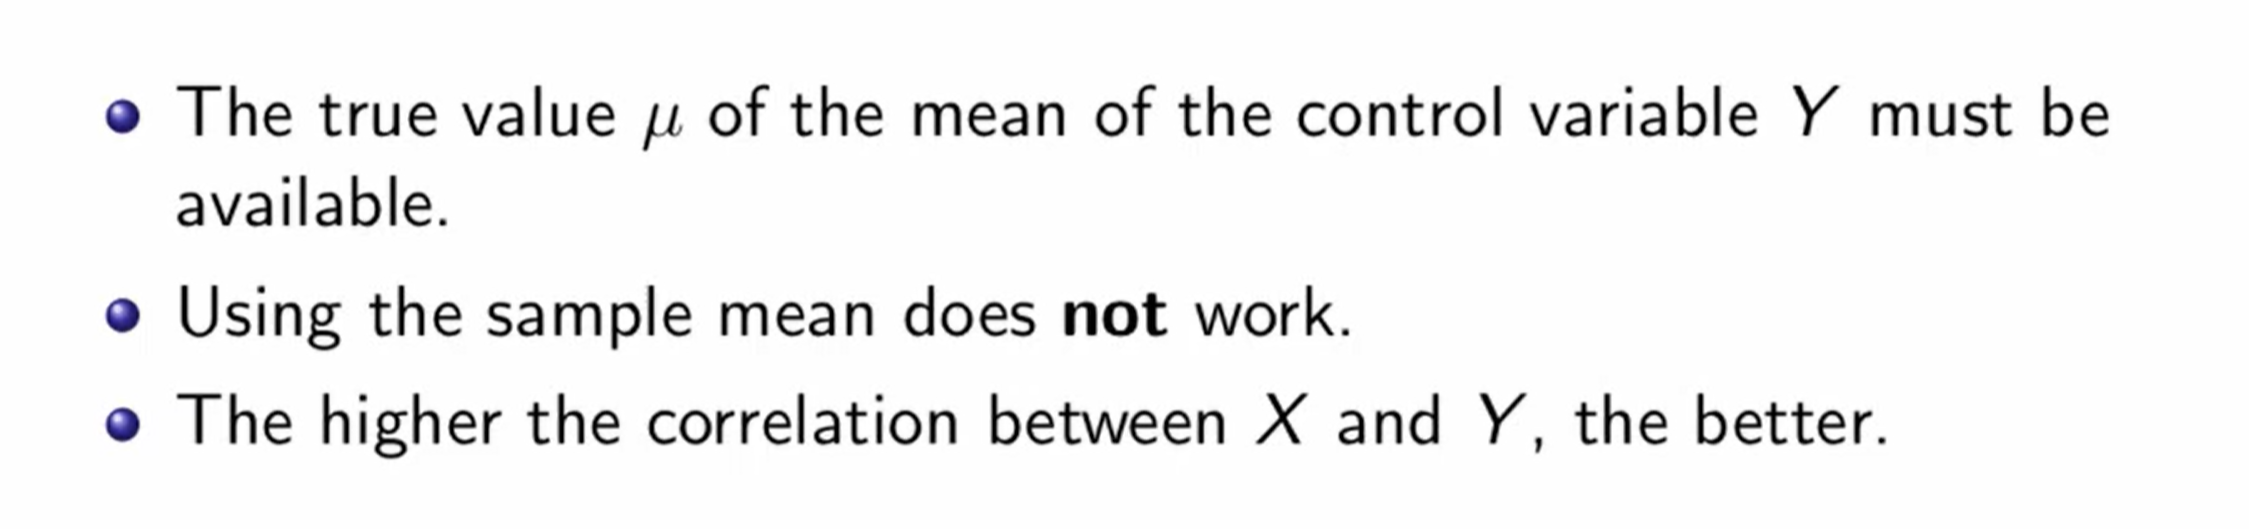 The true value μ of the mean of the control variable Y must be
available.
Using the sample mean does not work.
The higher the correlation between X and Y, the better.